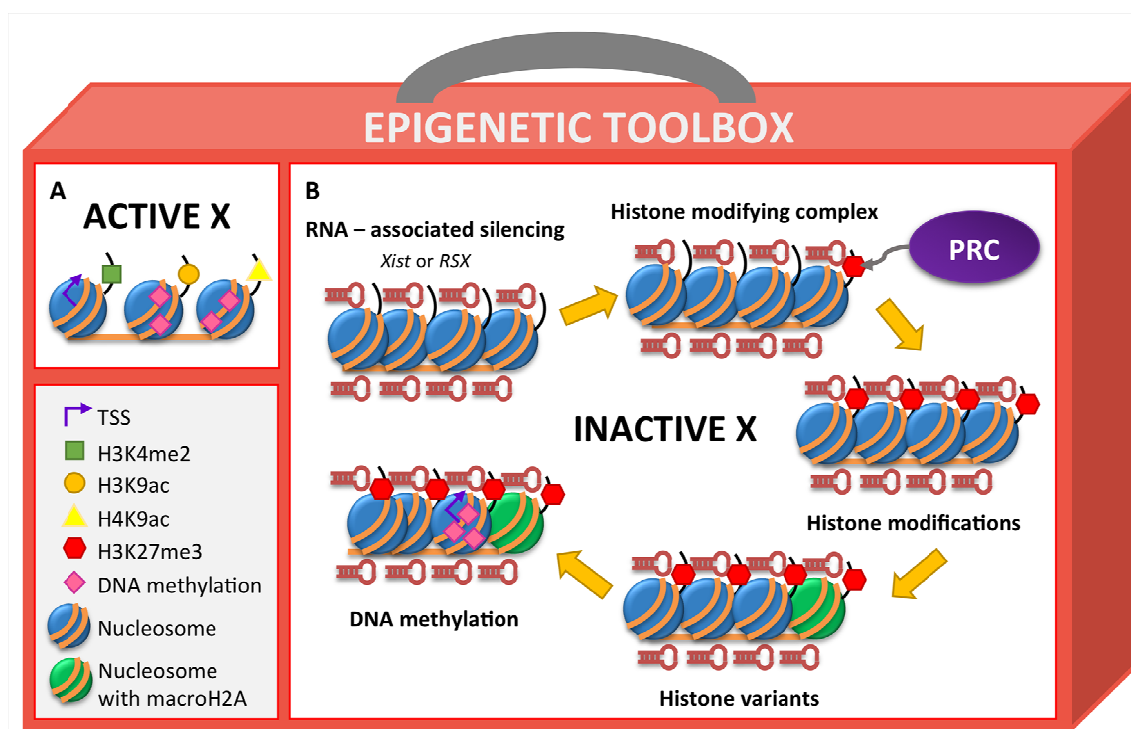 EPIGENETIC TOOLBOX
A
ACTIVE X
TSS
H3K4me2
H3K9ac
H4K9ac
H3K27me3
DNA methylation
Nucleosome
Nucleosome
with macroH2A
B
RNA – associated silencing
Xist or RSX
Histone modifying complex
PRC
INACTIVE X
Histone modifications
Histone variants
DNA methylation